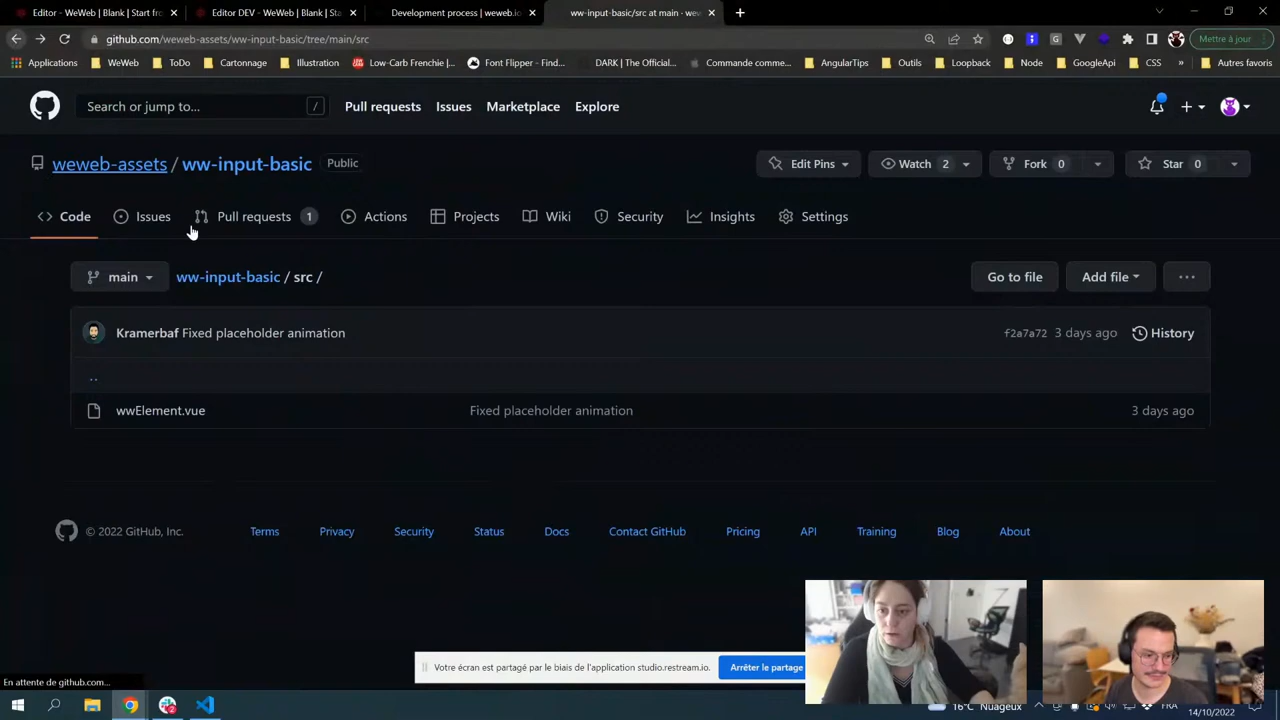 Editor - WeWeb | Blank | Start fro
Editor DEV - WeWeb | Blank | Sta
Development process | weweb.io
ww-input-basic/src at main · wew
github.com/weweb-assets/ww-input-basic/tree/main/src
Mettre à jour
Applications
WeWeb
ToDo
Cartonnage
Illustration
Low-Carb Frenchie |...
Font Flipper - Find...
DARK | The Official...
Commande comme...
AngularTips
Outils
Loopback
Node
GoogleApi
CSS
»
Autres favoris
Search or jump to...
/
Pull requests
Issues
Marketplace
Explore
weweb-assets / ww-input-basic
Public
Edit Pins
Watch 2
Fork 0
Star 0
Code
Issues
Pull requests 1
Actions
Projects
Wiki
Security
Insights
Settings
main
ww-input-basic / src /
Go to file
Add file
...
Kramerbaf Fixed placeholder animation
f2a7a72 3 days ago
History
..
wwElement.vue
Fixed placeholder animation
3 days ago
© 2022 GitHub, Inc.
Terms
Privacy
Security
Status
Docs
Contact GitHub
Pricing
API
Training
Blog
About
Votre écran est partagé par le biais de l'application studio.restream.io.
Arrêter le partage
En attente de github.com...
16°C Nuageux
FRA
14/10/2022